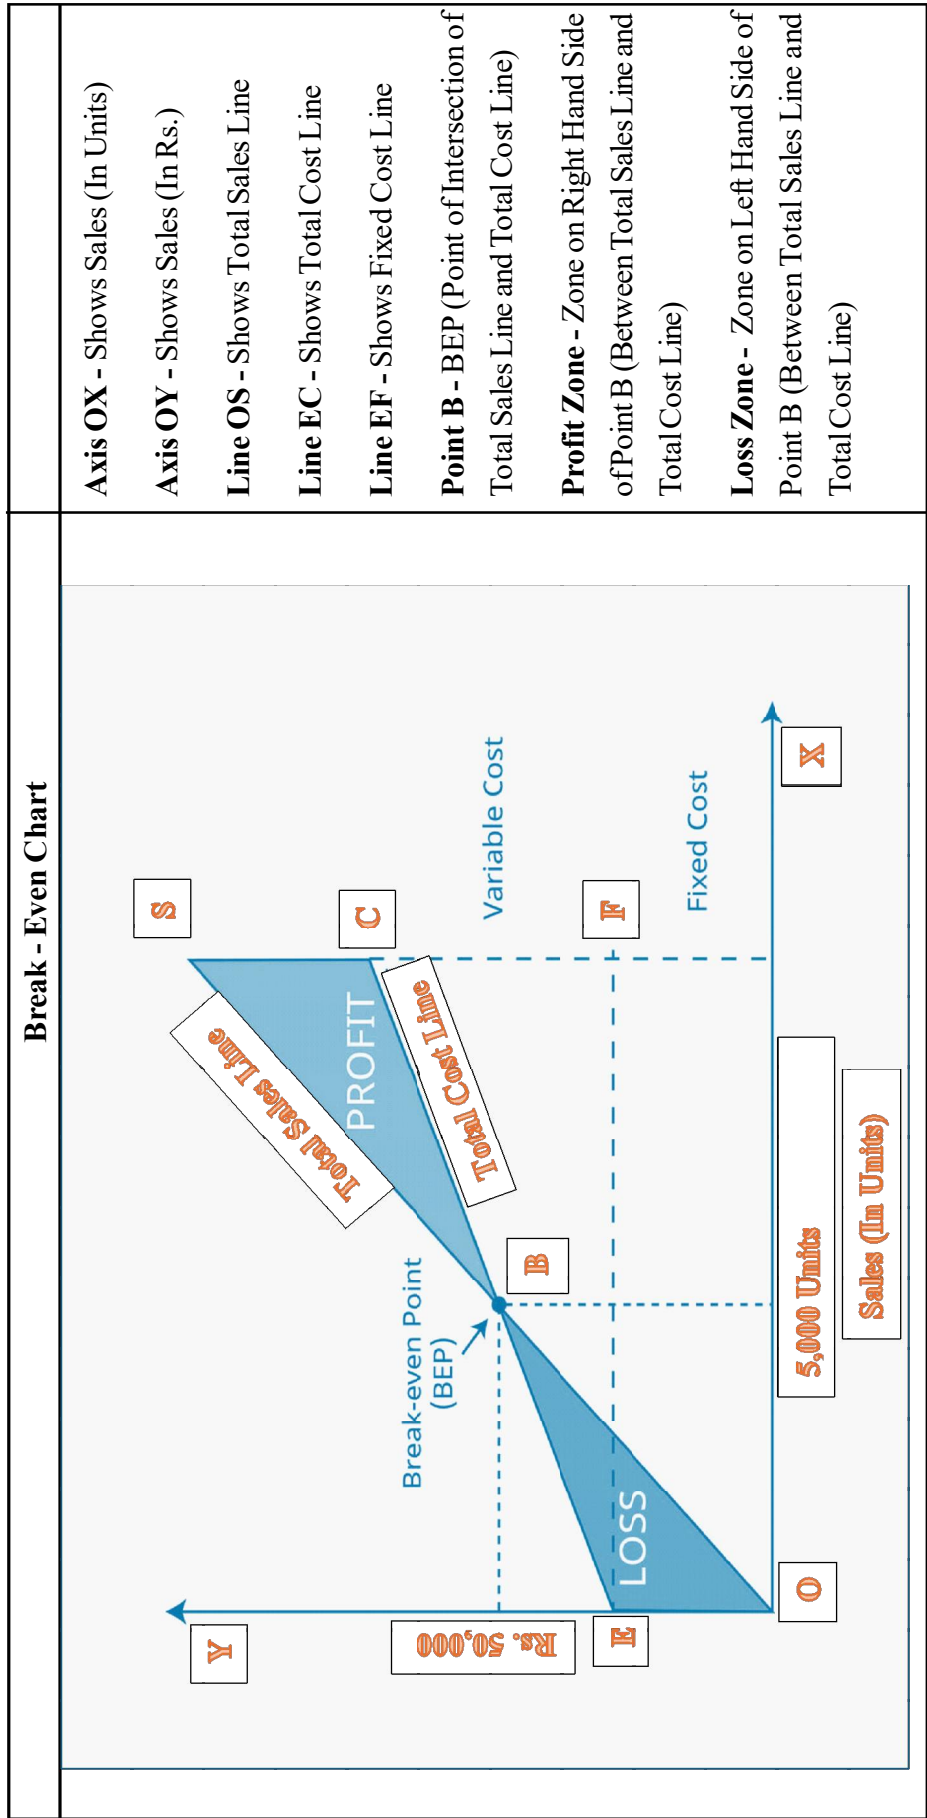 Break - Even Chart
Y
Rs. 50,000
E
O
LOSS
Break-even Point
(BEP)
B
Total Sales Line
PROFIT
Total Cost Line
S
C
Variable Cost
F
Fixed Cost
X
5,000 Units
Sales (In Units)
Axis OX - Shows Sales (In Units)
Axis OY - Shows Sales (In Rs.)
Line OS - Shows Total Sales Line
Line EC - Shows Total Cost Line
Line EF - Shows Fixed Cost Line
Point B - BEP (Point of Intersection of
Total Sales Line and Total Cost Line)
Profit Zone - Zone on Right Hand Side
of Point B (Between Total Sales Line and
Total Cost Line)
Loss Zone - Zone on Left Hand Side of
Point B (Between Total Sales Line and
Total Cost Line)